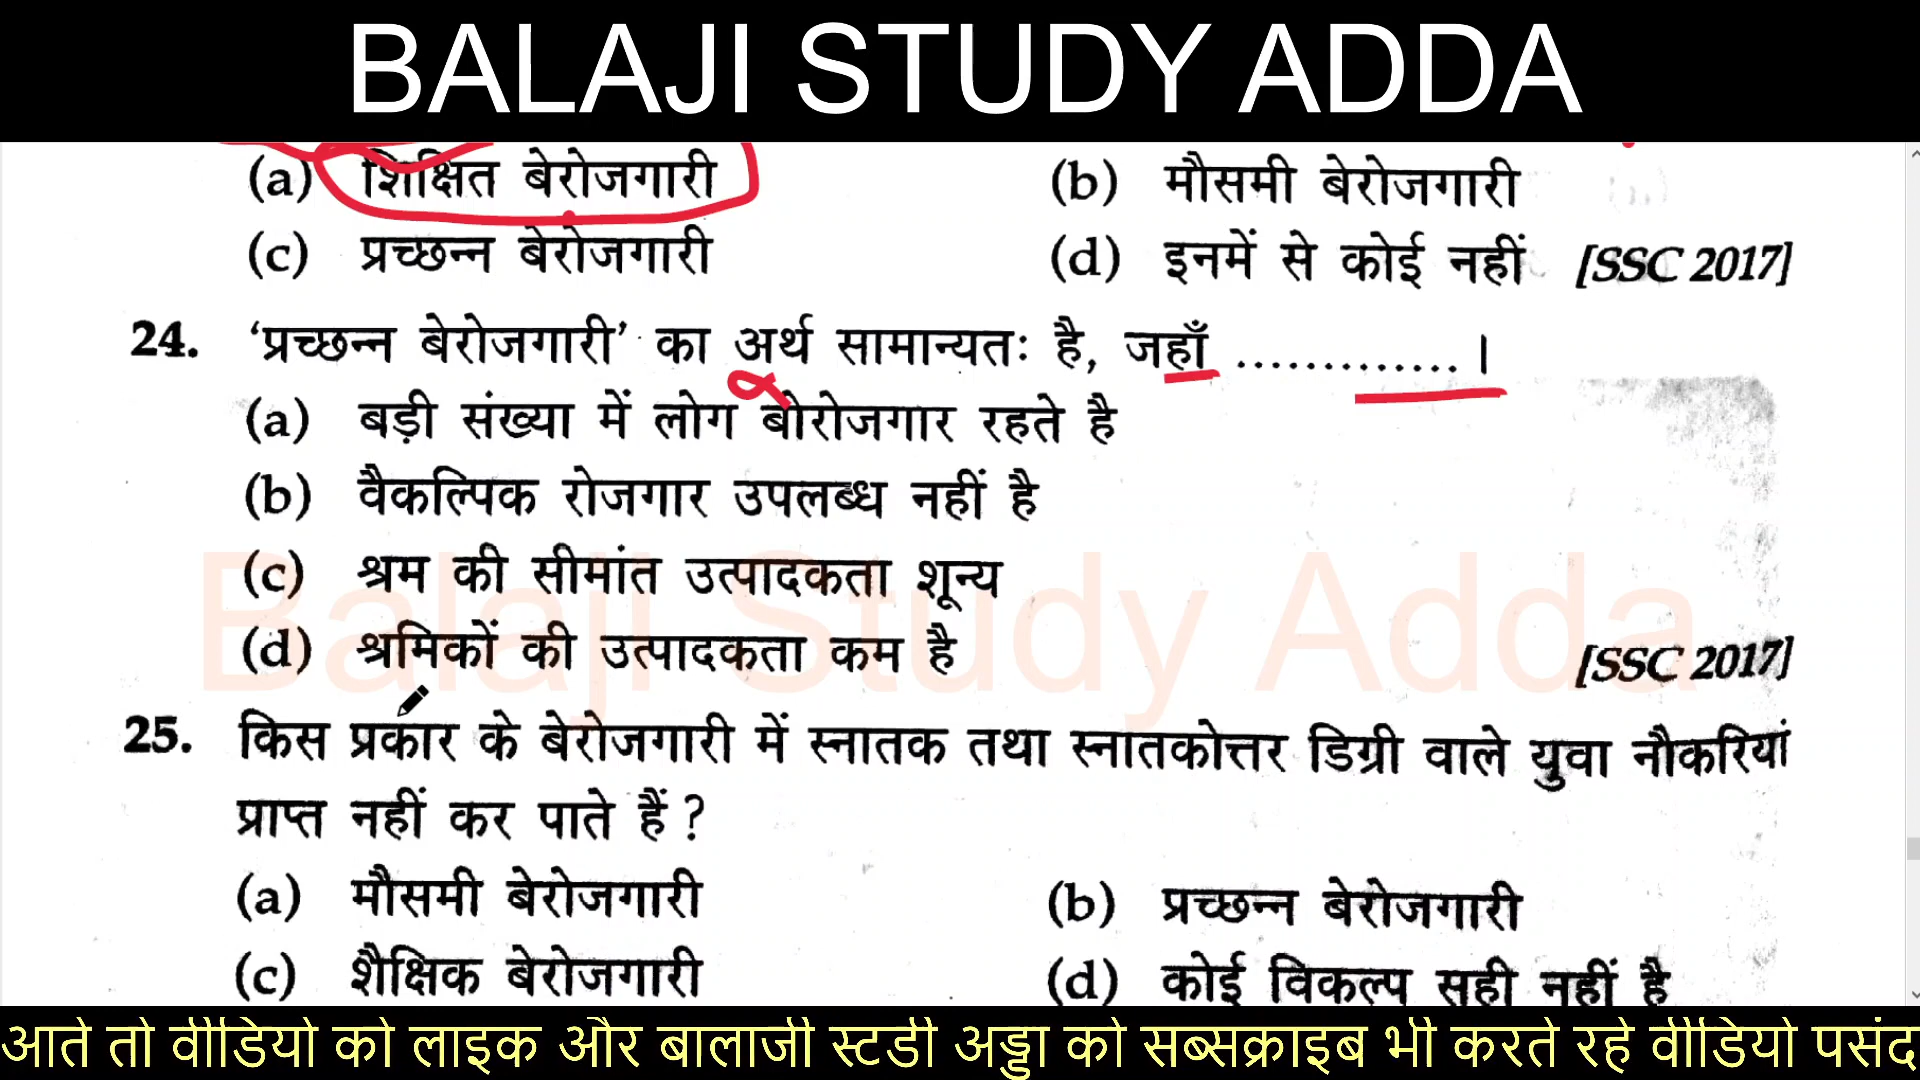 BALAJI STUDY ADDA
(a) शिक्षित बेरोजगारी (b) मौसमी बेरोजगारी
(c) प्रच्छन्न बेरोजगारी (d) इनमें से कोई नहीं [SSC 2017]
24. ‘प्रच्छन्न बेरोजगारी’ का अर्थ सामान्यतः है, जहाँ .............।
(a) बड़ी संख्या में लोग बोरोजगार रहते है
(b) वैकल्पिक रोजगार उपलब्ध नहीं है
(c) श्रम की सीमांत उत्पादकता शून्य
Balaji Study Adda
(d) श्रमिकों की उत्पादकता कम है [SSC 2017]
25. किस प्रकार के बेरोजगारी में स्नातक तथा स्नातकोत्तर डिग्री वाले युवा नौकरियां
प्राप्त नहीं कर पाते हैं ?
(a) मौसमी बेरोजगारी (b) प्रच्छन्न बेरोजगारी
(c) शैक्षिक बेरोजगारी (d) कोई विकल्प सही नहीं है
आते तो वीडियो को लाइक और बालाजी स्टडी अड्डा को सब्सक्राइब भी करते रहे वीडियो पसंद